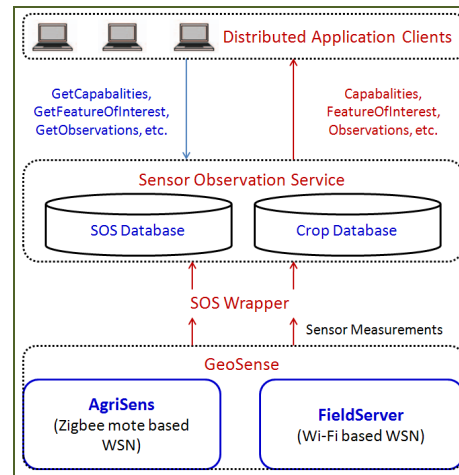 Distributed Application Clients
GetCapabalities,
GetFeatureOfInterest,
GetObservations, etc.
Capabalities,
FeatureOfInterest,
Observations, etc.
Sensor Observation Service
SOS Database
Crop Database
SOS Wrapper
Sensor Measurements
GeoSense
AgriSens
(Zigbee mote based
WSN)
FieldServer
(Wi-Fi based WSN)